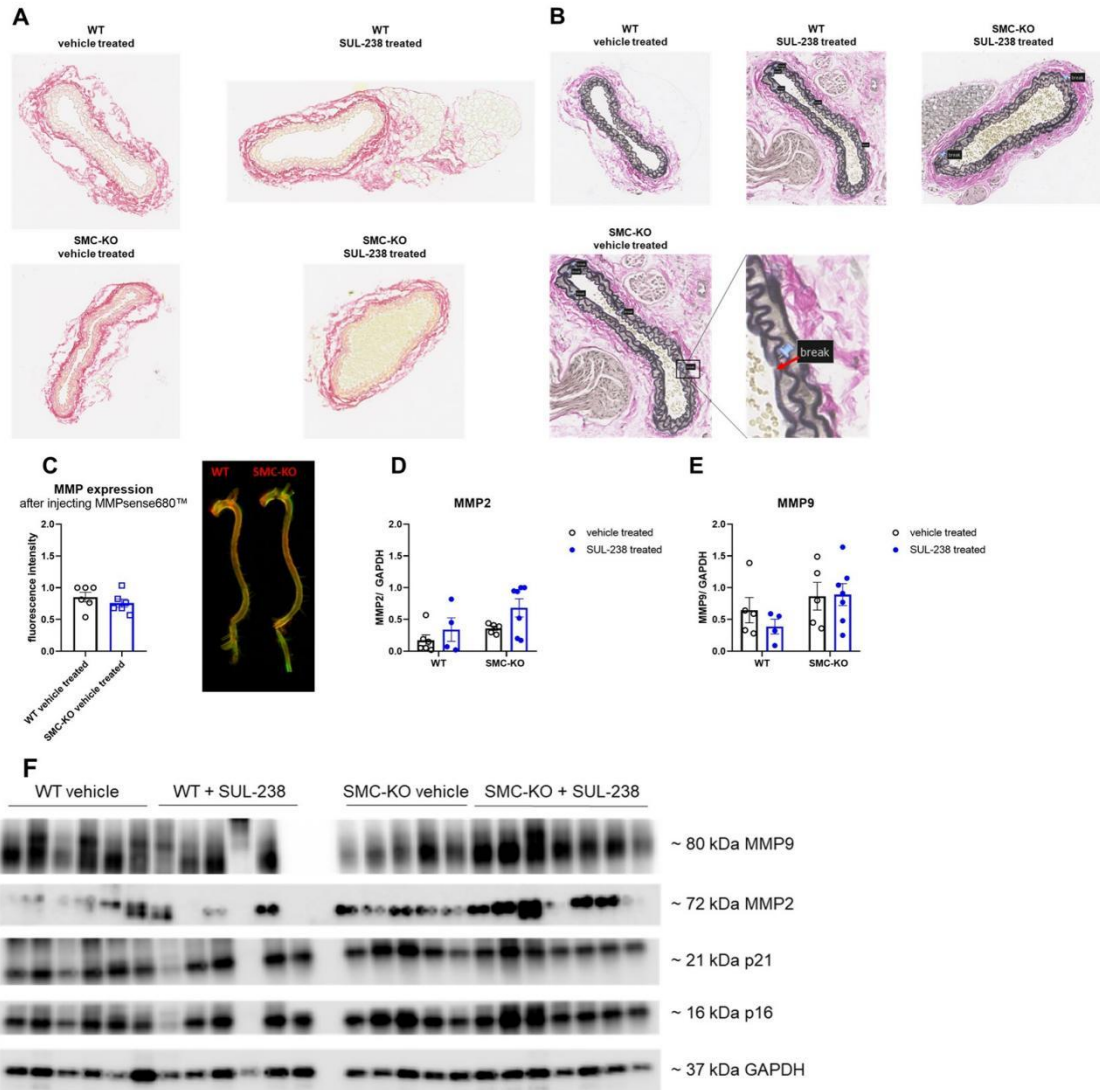 A
WT
vehicle treated
WT
SUL-238 treated
SMC-KO
vehicle treated
SMC-KO
SUL-238 treated
B
WT
vehicle treated
WT
SUL-238 treated
SMC-KO
SUL-238 treated
break
break
SMC-KO
vehicle treated
break
C
MMP expression
after injecting MMPsense680™
fluorescence intensity
2.0
1.5
1.0
0.5
0.0
WT vehicle treated
SMC-KO vehicle treated
WT SMC-KO
D
MMP2
MMP2/ GAPDH
2.0
1.5
1.0
0.5
0.0
WT SMC-KO
vehicle treated
SUL-238 treated
E
MMP9
MMP9/ GAPDH
2.0
1.5
1.0
0.5
0.0
WT SMC-KO
vehicle treated
SUL-238 treated
F
WT vehicle WT + SUL-238 SMC-KO vehicle SMC-KO + SUL-238
~ 80 kDa MMP9
~ 72 kDa MMP2
~ 21 kDa p21
~ 16 kDa p16
~ 37 kDa GAPDH